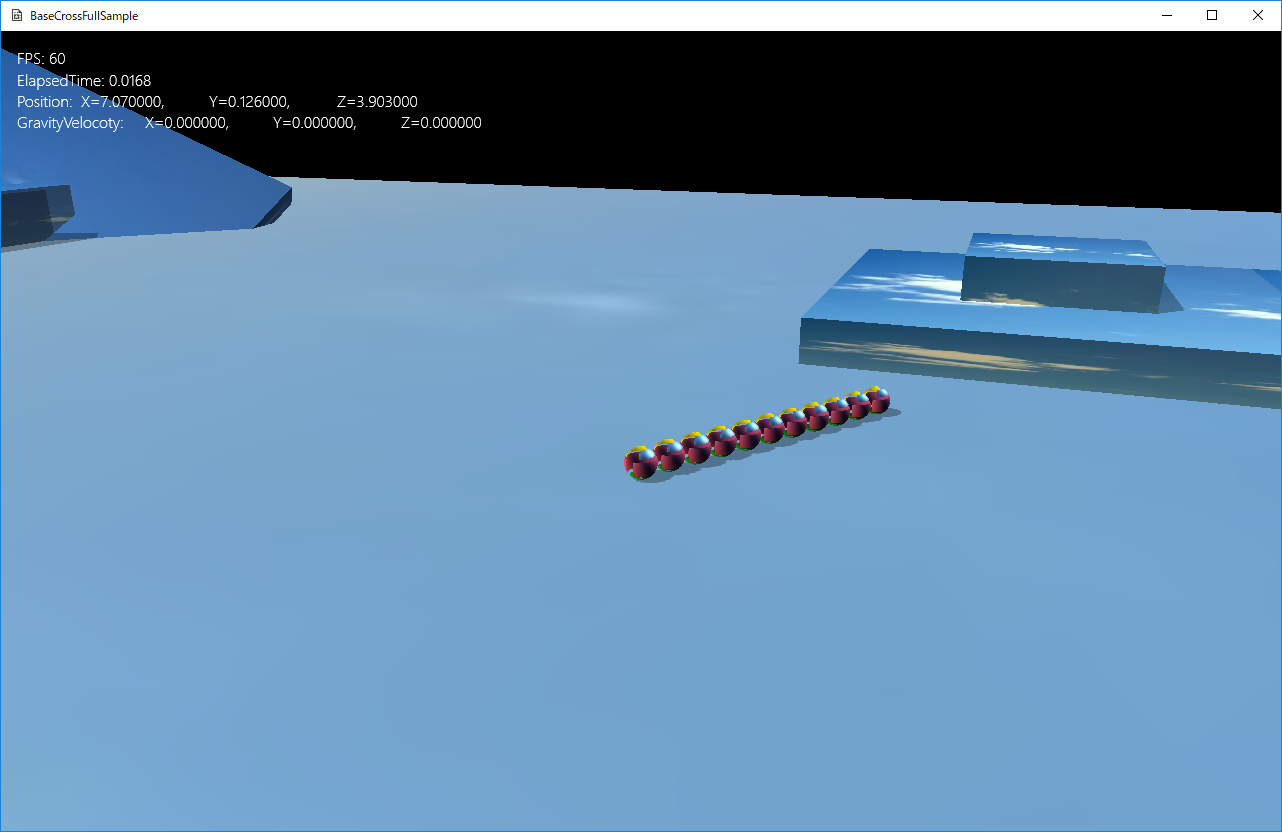 BaseCrossFullSample
FPS: 60
ElapsedTime: 0.0168
Position: X=7.070000, Y=0.126000, Z=3.903000
GravityVelocoty: X=0.000000, Y=0.000000, Z=0.000000